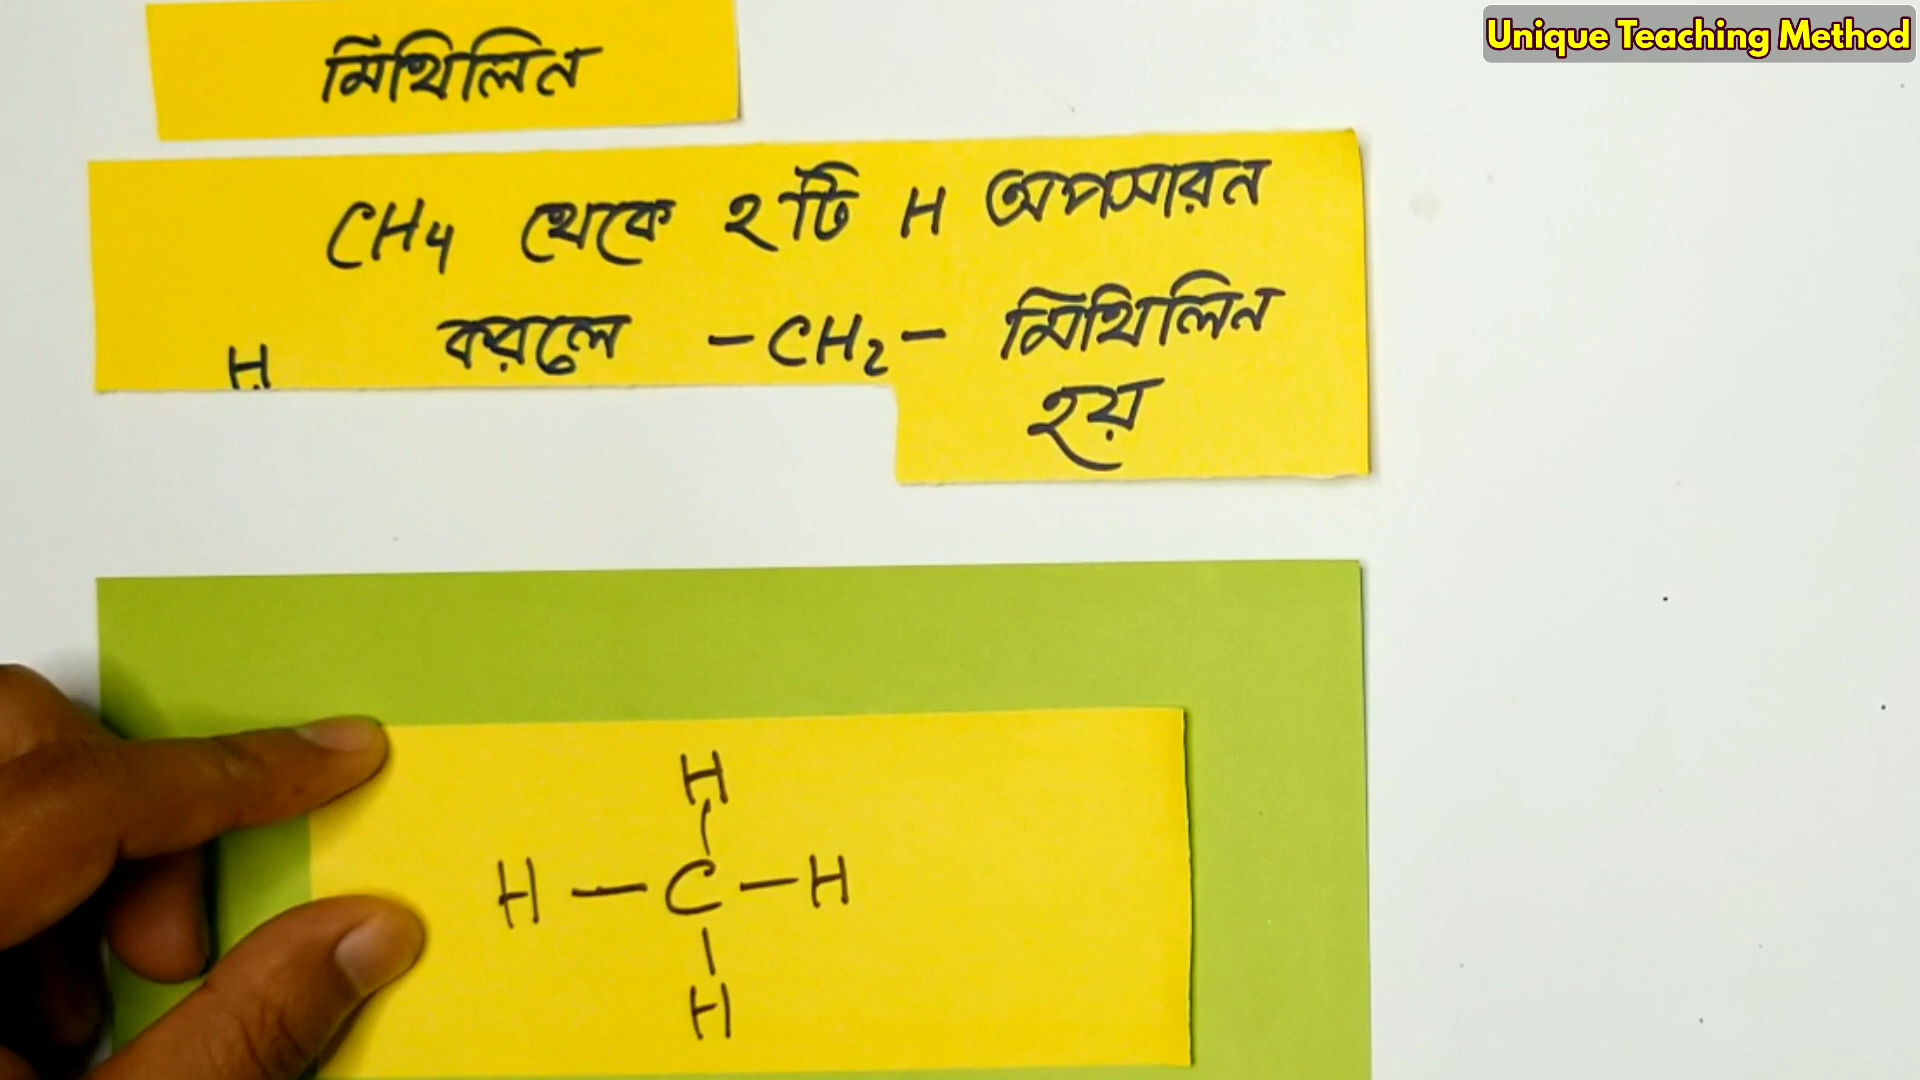 Unique Teaching Method
মিথিলিন
CH₄ থেকে ২টি H অপসারন
করলে -CH₂- মিথিলিন
হয়
H
H
H - C - H
H